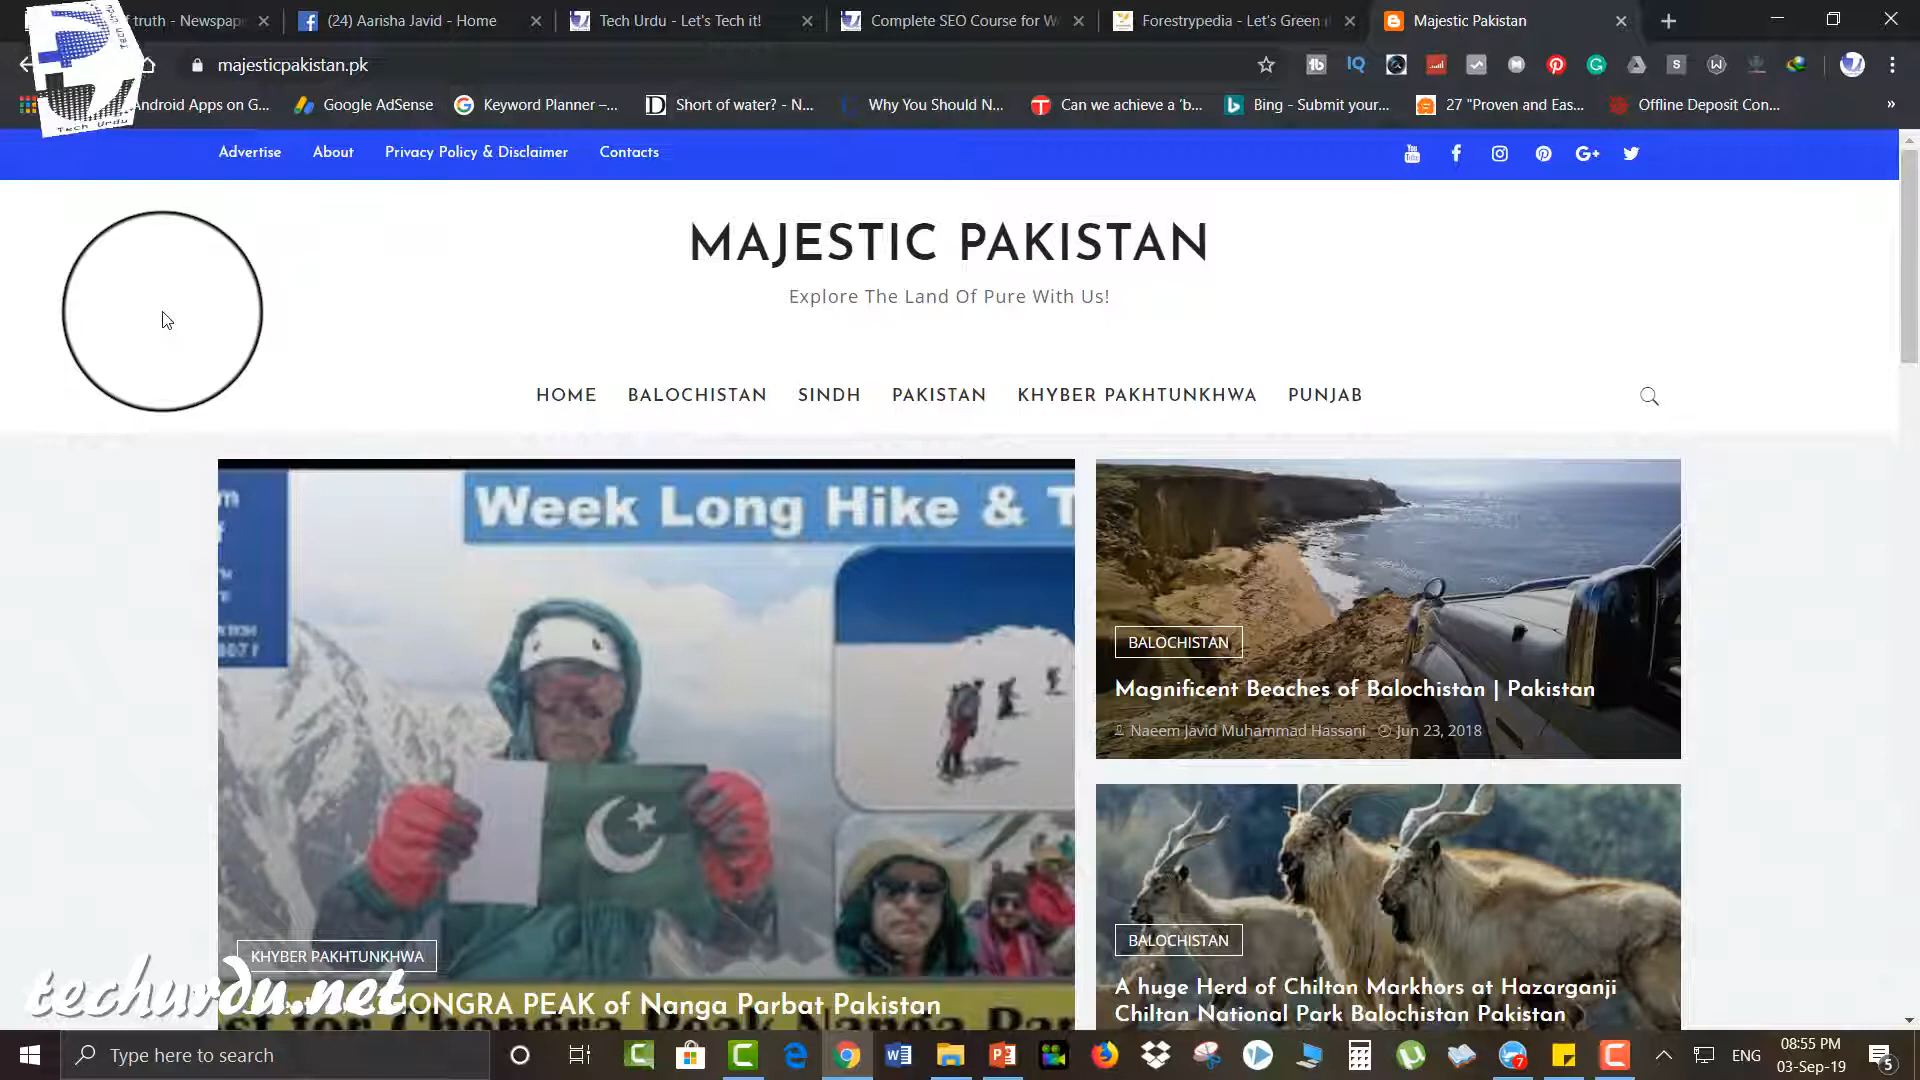 f truth - Newspap
(24) Aarisha Javid - Home
Tech Urdu - Let's Tech it!
Complete SEO Course for W
Forestrypedia - Let's Green
Majestic Pakistan
majesticpakistan.pk
Android Apps on G...
Google AdSense
Keyword Planner –...
Short of water? - N...
Why You Should N...
Can we achieve a 'b...
Bing - Submit your...
27 "Proven and Eas...
Offline Deposit Con...
Tech Urdu
Advertise
About
Privacy Policy & Disclaimer
Contacts
MAJESTIC PAKISTAN
Explore The Land Of Pure With Us!
HOME
BALOCHISTAN
SINDH
PAKISTAN
KHYBER PAKHTUNKHWA
PUNJAB
Week Long Hike & T
BALOCHISTAN
Magnificent Beaches of Balochistan | Pakistan
Naeem Javid Muhammad Hassani
Jun 23, 2018
KHYBER PAKHTUNKHWA
HONGRA PEAK of Nanga Parbat Pakistan
BALOCHISTAN
A huge Herd of Chiltan Markhors at Hazarganji
Chiltan National Park Balochistan Pakistan
techurdu.net
Type here to search
ENG
08:55 PM
03-Sep-19
5